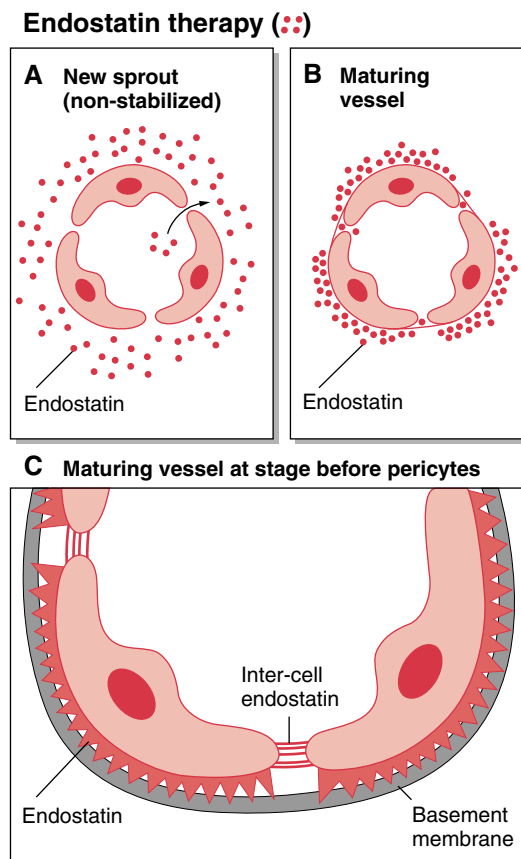 Endostatin therapy ( )
A New sprout
(non-stabilized)
Endostatin
B Maturing
vessel
Endostatin
C Maturing vessel at stage before pericytes
Inter-cell
endostatin
Endostatin
Basement
membrane